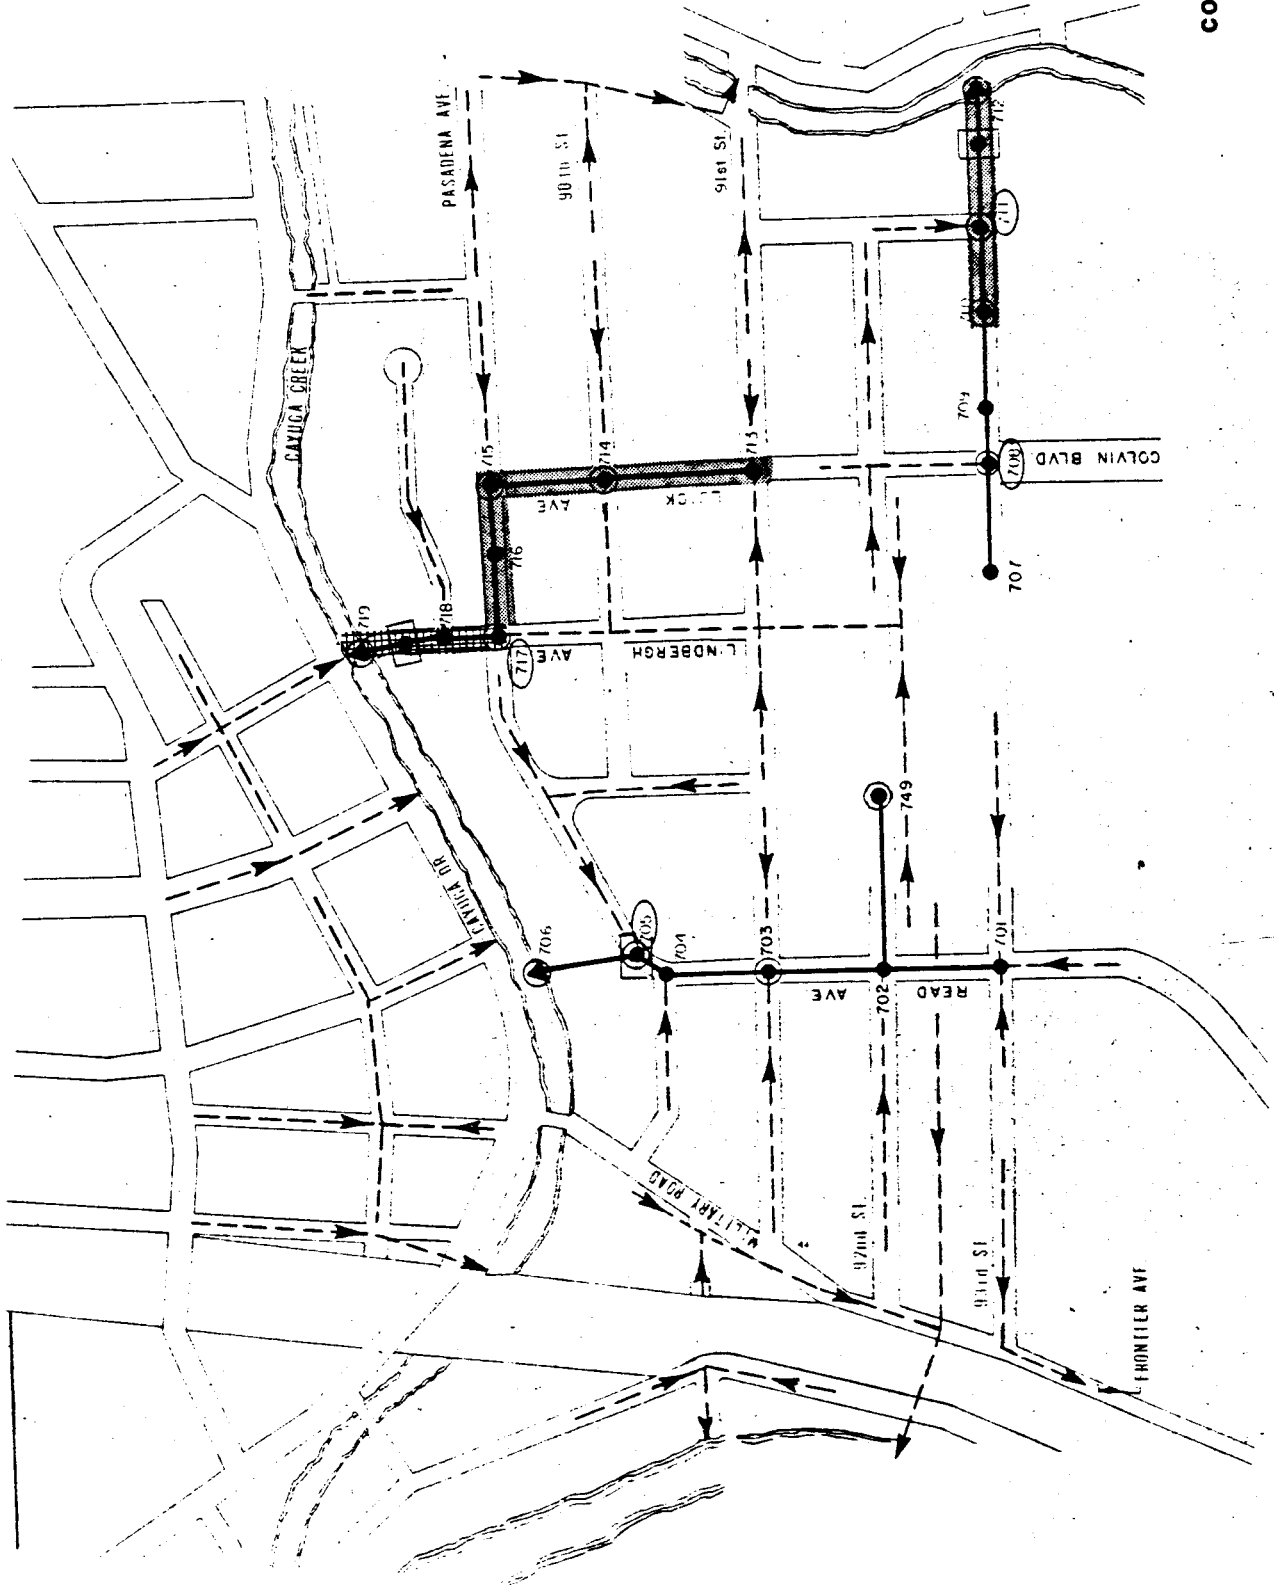 CO
PASADENA AVE.
90TH St.
91st St.
712
711
CAYUGA CREEK
709
715
714
713
708
COLVIN BLVD
AVE
716
707
719
718
717
AVE
LINDBERGH
749
CAYUGA DR.
706
705
704
703
701
AVE
702
READ
MILITARY ROAD
92nd St.
93rd St
FRONTIER AVE.